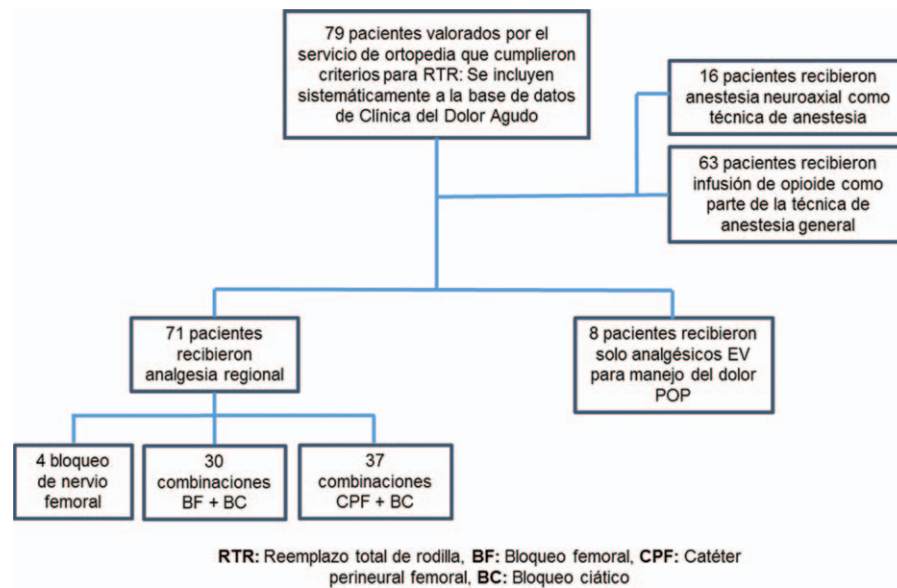 79 pacientes valorados por el
servicio de ortopedia que cumplieron
criterios para RTR: Se incluyen
sistemáticamente a la base de datos
de Clínica del Dolor Agudo
16 pacientes recibieron
anestesia neuroaxial como
técnica de anestesia
63 pacientes recibieron
infusión de opioide como
parte de la técnica de
anestesia general
71 pacientes
recibieron
analgesia regional
8 pacientes recibieron
solo analgésicos EV
para manejo del dolor
POP
4 bloqueo
de nervio
femoral
30
combinaciones
BF + BC
37
combinaciones
CPF + BC
RTR: Reemplazo total de rodilla, BF: Bloqueo femoral, CPF: Catéter
perineural femoral, BC: Bloqueo ciático